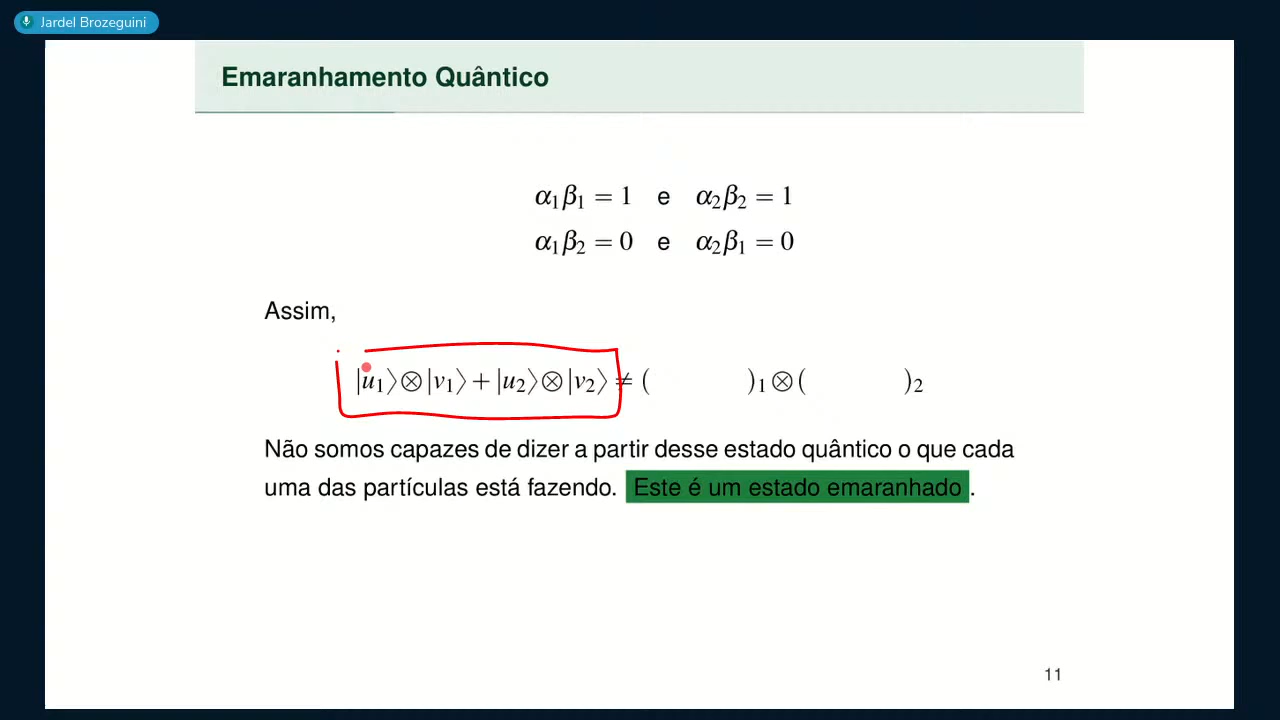 Jardel Brozeguini
Emaranhamento Quântico
α₁β₁ = 1 e α₂β₂ = 1
α₁β₂ = 0 e α₂β₁ = 0
Assim,
|u₁⟩⊗|v₁⟩+|u₂⟩⊗|v₂⟩ ≠ ( )₁⊗( )₂
Não somos capazes de dizer a partir desse estado quântico o que cada
uma das partículas está fazendo. Este é um estado emaranhado.
11